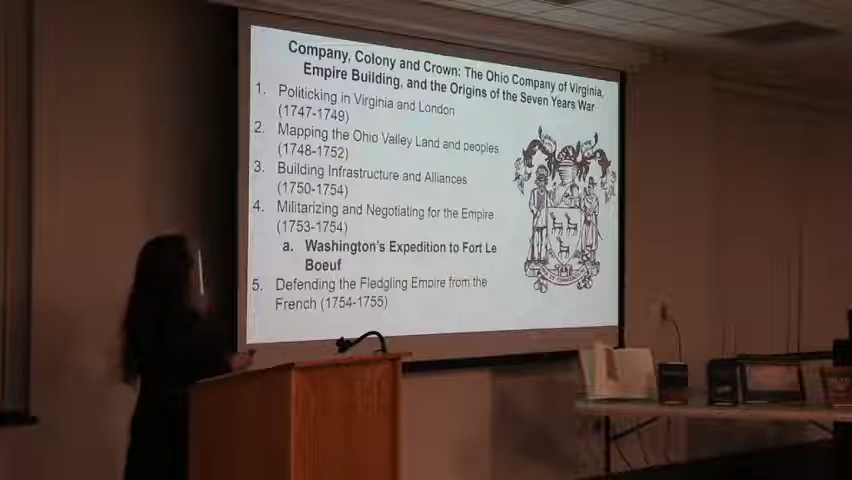 Company, Colony and Crown: The Ohio Company of Virginia,
Empire Building, and the Origins of the Seven Years War
1. Politicking in Virginia and London
(1747-1749)
2. Mapping the Ohio Valley Land and peoples
(1748-1752)
3. Building Infrastructure and Alliances
(1750-1754)
4. Militarizing and Negotiating for the Empire
(1753-1754)
a. Washington's Expedition to Fort Le
Boeuf
5. Defending the Fledgling Empire from the
French (1754-1755)